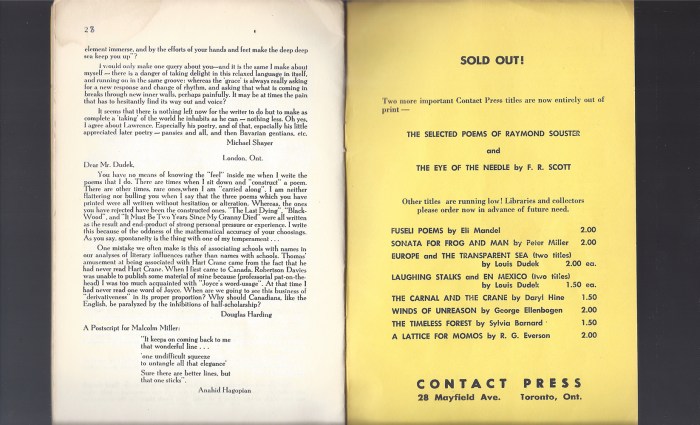 28
element immerse, and by the efforts of your hands and feet make the deep deep
sea keep you up"?
I would only make one query about you—and it is the same I make about
myself — there is a danger of taking delight in this relaxed language in itself,
and running on in the same groove: whereas the 'grace' is always really asking
for a new response and change of rhythm, and asking that what is coming in
breaks through new inner walls, perhaps painfully. It may be at times the pain
that has to hesitantly find its way out and voice?
It seems that there is nothing left now for the writer to do but to make as
complete a 'taking' of the world he inhabits as he can — nothing less. Oh yes,
I agree about Lawrence. Especially his poetry, and of that, especially his little
appreciated later poetry — pansies and all, and then Bavarian gentians, etc.
Michael Shayer
London, Ont.
Dear Mr. Dudek,
You have no means of knowing the "feel" inside me when I write the
poems that I do. There are times when I sit down and "construct" a poem.
There are other times, rare ones, when I am "carried along". I am neither
flattering nor bulling you when I say that the three poems which you have
printed were all written without hesitation or alteration. Whereas, the ones
you have rejected have been the constructed ones. "The Last Dying", "Black-
Wood", and "It Must Be Two Years Since My Granny Died" were all written
as the result and end-product of strong personal pressure or experience. I write
this because of the oddness of the mathematical accuracy of your choosings.
As you say, spontaneity is the thing with one of my temperament . . .
One mistake we often make is this of associating schools with names in
our analyses of literary influences rather than names with schools. Thomas'
amusement at being associated with Hart Crane came from the fact that he
had never read Hart Crane. When I first came to Canada, Robertson Davies
was unable to publish some material of mine because (professorial pat-on-the-
head) I was too much acquainted with "Joyce's word-usage". At that time I
had never read one word of Joyce. When are we going to see this business of
"derivativeness" in its proper proportion? Why should Canadians, like the
English, be paralyzed by the inhibitions of half-scholarship?
Douglas Harding
A Postscript for Malcolm Miller:
"It keeps on coming back to me
that wonderful line . . .
'one undifficult squeeze
to untangle all that elegance'
Sure there are better lines, but
that one sticks".
Anahid Hagopian
SOLD OUT!
Two more important Contact Press titles are now entirely out of
print —
THE SELECTED POEMS OF RAYMOND SOUSTER
and
THE EYE OF THE NEEDLE by F. R. SCOTT
Other titles are running low! Libraries and collectors
please order now in advance of future need.
FUSELI POEMS by Eli Mandel 2.00
SONATA FOR FROG AND MAN by Peter Miller 2.00
EUROPE and THE TRANSPARENT SEA (two titles)
by Louis Dudek 2.00 ea.
LAUGHING STALKS and EN MEXICO (two titles)
by Louis Dudek 1.50 ea.
THE CARNAL AND THE CRANE by Daryl Hine 1.50
WINDS OF UNREASON by George Ellenbogen 2.00
THE TIMELESS FOREST by Sylvia Barnard 1.50
A LATTICE FOR MOMOS by R. G. Everson 2.00
CONTACT PRESS
28 Mayfield Ave. Toronto, Ont.